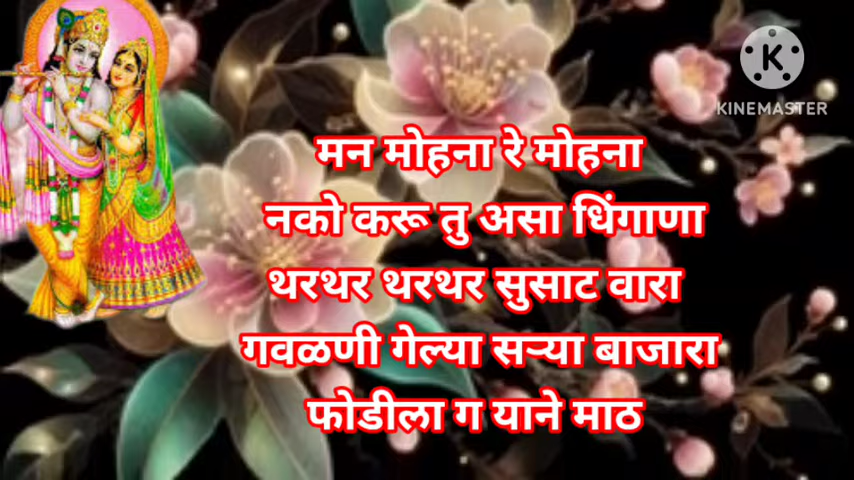 KINEMASTER
मन मोहना रे मोहना
नको करू तु असा धिंगाणा
थरथर थरथर सुसाट वारा
गवळणी गेल्या सऱ्या बाजारा
फोडीला ग याने माठ